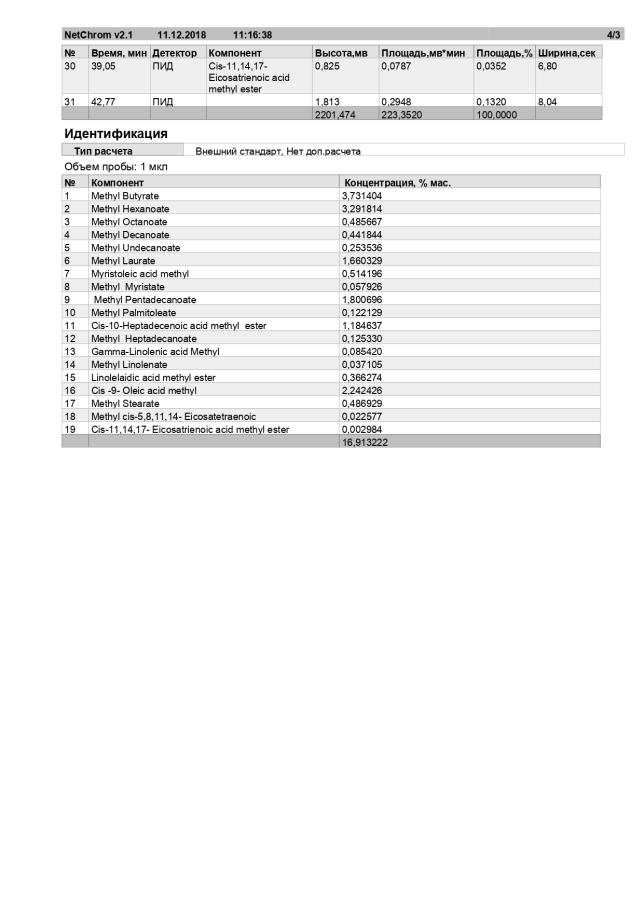 NetChrom v2.1 11.12.2018 11:16:38 4/3
№ Время, мин Детектор Компонент Высота,мв Площадь,мв*мин Площадь,% Ширина,сек
30 39,05 ПИД Cis-11,14,17- 0,825 0,0787 0,0352 6,80
Eicosatrienoic acid
methyl ester
31 42,77 ПИД 1,813 0,2948 0,1320 8,04
2201,474 223,3520 100,0000
Идентификация
Тип расчета Внешний стандарт, Нет доп.расчета
Объем пробы: 1 мкл
№ Компонент Концентрация, % мас.
1 Methyl Butyrate 3,731404
2 Methyl Hexanoate 3,291814
3 Methyl Octanoate 0,485667
4 Methyl Decanoate 0,441844
5 Methyl Undecanoate 0,253536
6 Methyl Laurate 1,660329
7 Myristoleic acid methyl 0,514196
8 Methyl Myristate 0,057926
9 Methyl Pentadecanoate 1,800696
10 Methyl Palmitoleate 0,122129
11 Cis-10-Heptadecenoic acid methyl ester 1,184637
12 Methyl Heptadecanoate 0,125330
13 Gamma-Linolenic acid Methyl 0,085420
14 Methyl Linolenate 0,037105
15 Linolelaidic acid methyl ester 0,366274
16 Cis -9- Oleic acid methyl 2,242426
17 Methyl Stearate 0,486929
18 Methyl cis-5,8,11,14- Eicosatetraenoic 0,022577
19 Cis-11,14,17- Eicosatrienoic acid methyl ester 0,002984
16,913222